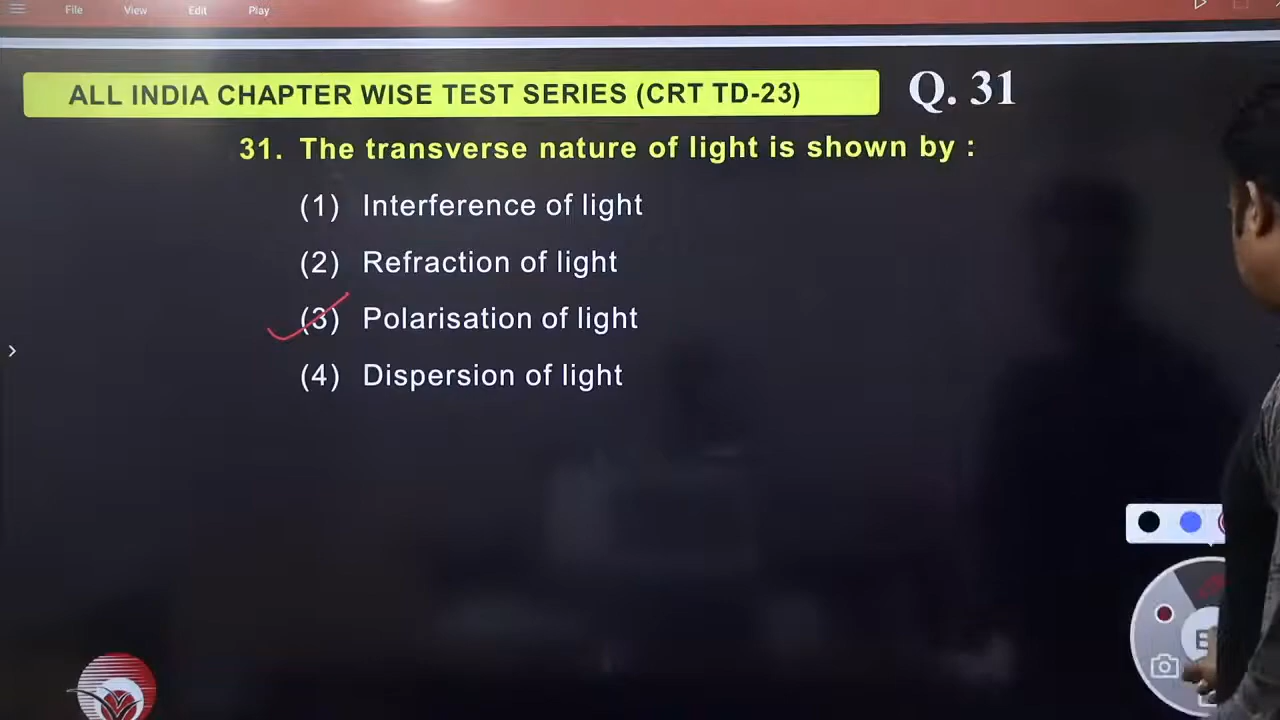 File View Edit Play
ALL INDIA CHAPTER WISE TEST SERIES (CRT TD-23) Q. 31
31. The transverse nature of light is shown by :
(1) Interference of light
(2) Refraction of light
(3) Polarisation of light
(4) Dispersion of light